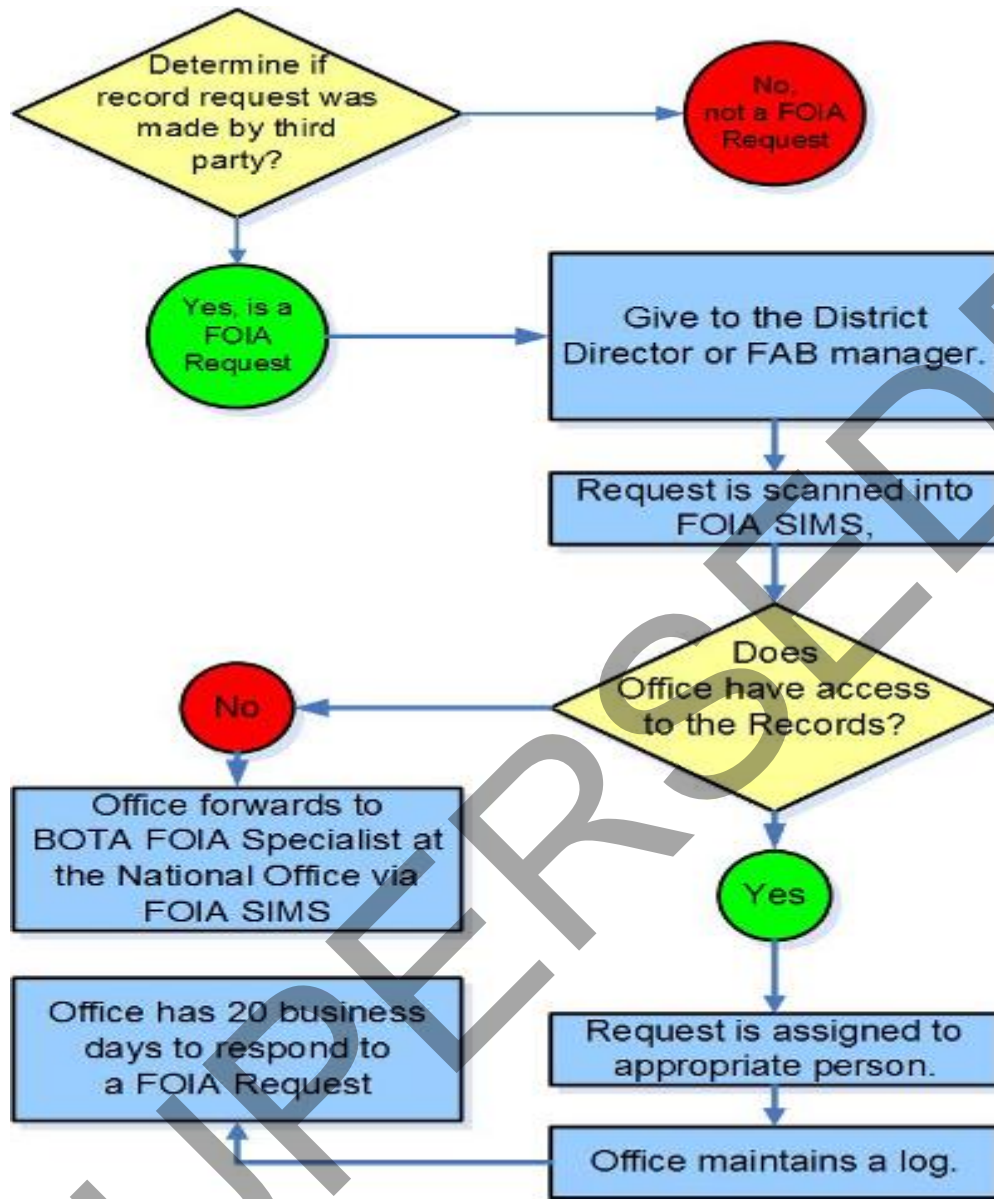 Determine if
record request was
made by third
party?
No,
not a FOIA
Request
Yes, is a
FOIA
Request
Give to the District
Director or FAB manager.
Request is scanned into
FOIA SIMS,
Does
Office have access
to the Records?
No
Office forwards to
BOTA FOIA Specialist at
the National Office via
FOIA SIMS
Yes
Request is assigned to
appropriate person.
Office maintains a log.
Office has 20 business
days to respond to
a FOIA Request
UPERSEDE